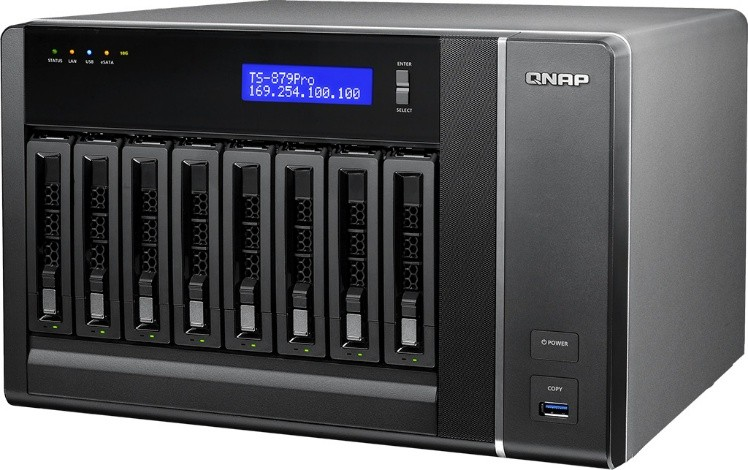 STATUS LAN USB eSATA 10G
TS-879Pro
169.254.100.100
ENTER
SELECT
QNAP
POWER
COPY